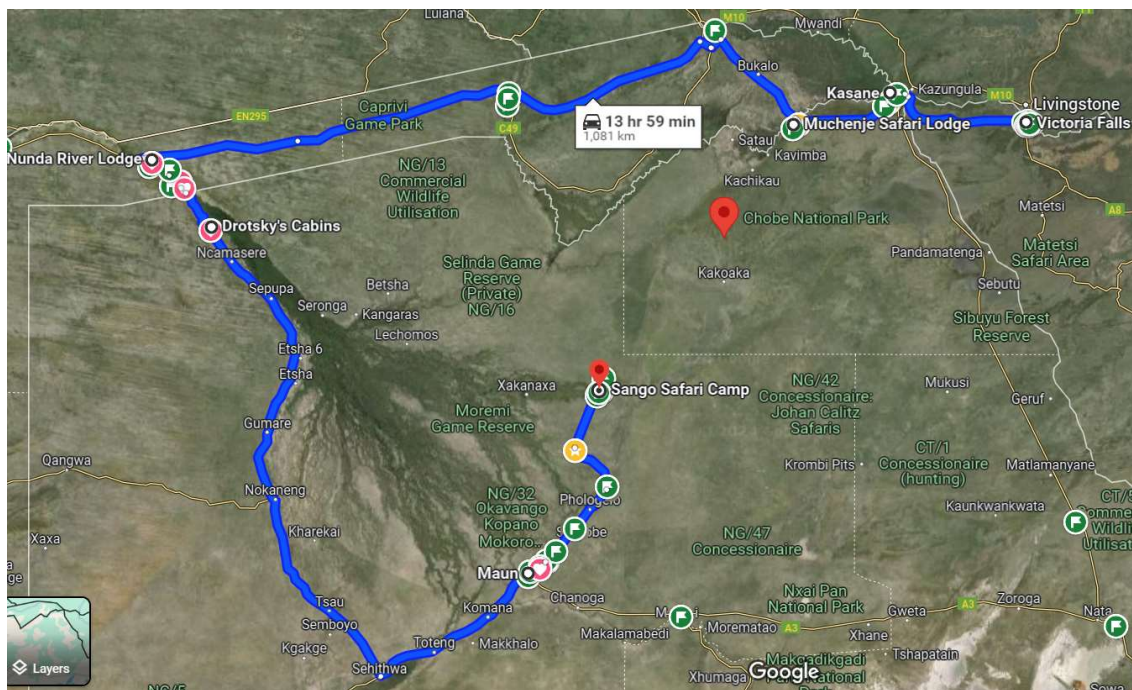 Luiana
M10
Mwandi
Bukalo
EN295
Caprivi
Game Park
Kasane
Kazungula
M10
Livingstone
Victoria Falls
13 hr 59 min
1,081 km
C49
Muchenje Safari Lodge
Nunda River Lodge
Satau
Kavimba
NG/13
Commercial
Wildlife
Utilisation
Kachikau
Chobe National Park
Matetsi
A8
Drotsky's Cabins
Ncamasere
Pandamatenga
Matetsi
Safari Area
Selinda Game
Reserve
(Private)
NG/16
Kakoaka
Sepupa
Betsha
Seronga
Kangaras
Sebutu
Lechomos
Sibuyu Forest
Reserve
Etsha 6
Etsha
Xakanaxa
Sango Safari Camp
NG/42
Concessionaire:
Johan Calitz
Safaris
Mukusi
Geruf
Moremi
Game Reserve
Gumare
Qangwa
CT/1
Concessionaire
(hunting)
Krombi Pits
Matlamanyane
Nokaneng
NG/32
Okavango
Kopano
Mokoro...
Phologelo
Kaunkwankwata
Kharekai
Xaxa
NG/47
Concessionaire
Maun
Chanoga
Nxai Pan
National Park
Tsau
Semboyo
Komana
Gweta
A3
Zoroga
Nata
Makalamabedi
Moremaotao
A3
Xhane
Toteng
Makkhalo
Kgakge
Tshapatain
Layers
Sehithwa
Xhumaga
Google
NG/5